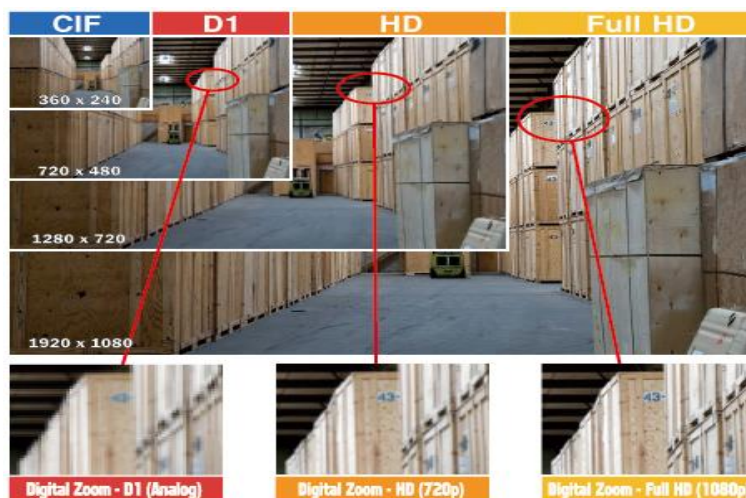 CIF
D1
HD
Full HD
360 x 240
720 x 480
1280 x 720
1920 x 1080
43-
43-
43-
Digital Zoom - D1 (Analog)
Digital Zoom - HD (720p)
Digital Zoom - Full HD (1080p